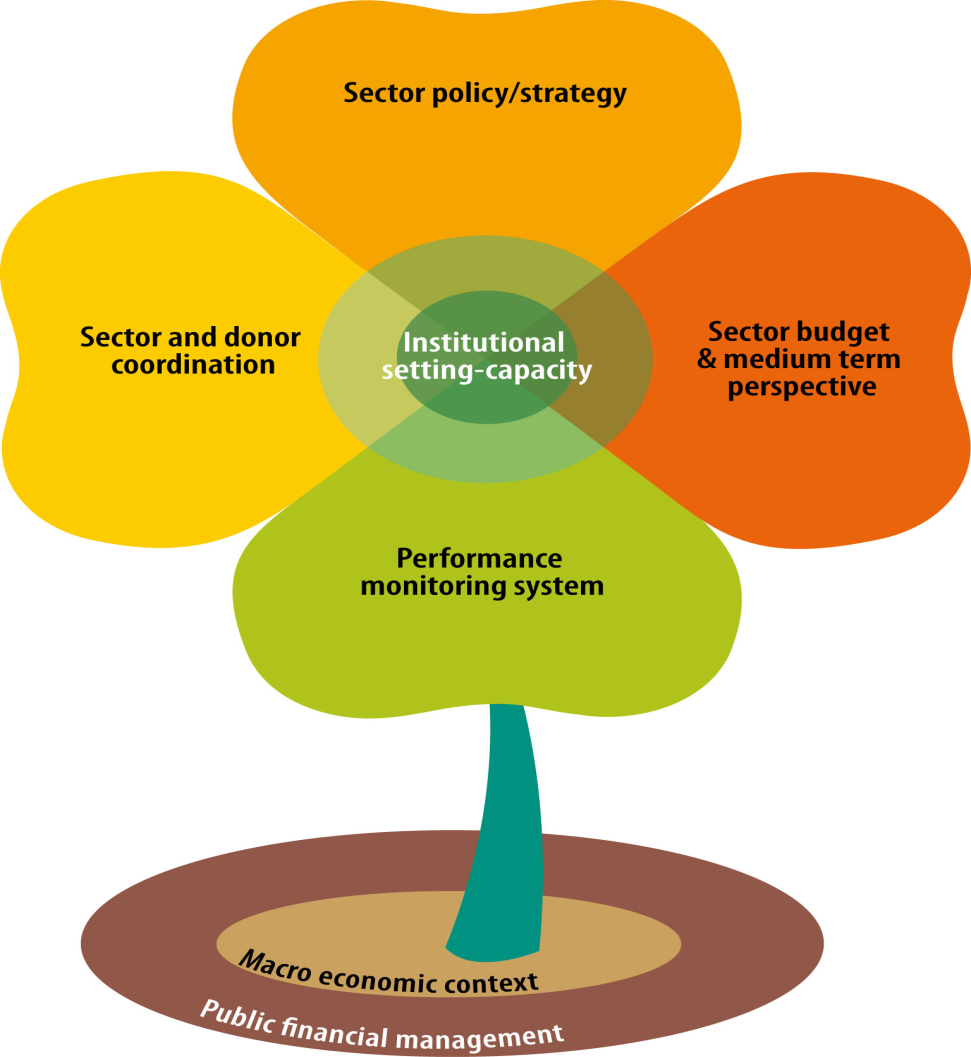 Sector policy/strategy
Sector and donor
coordination
Institutional
setting-capacity
Sector budget
& medium term
perspective
Performance
monitoring system
Macro economic context
Public financial management